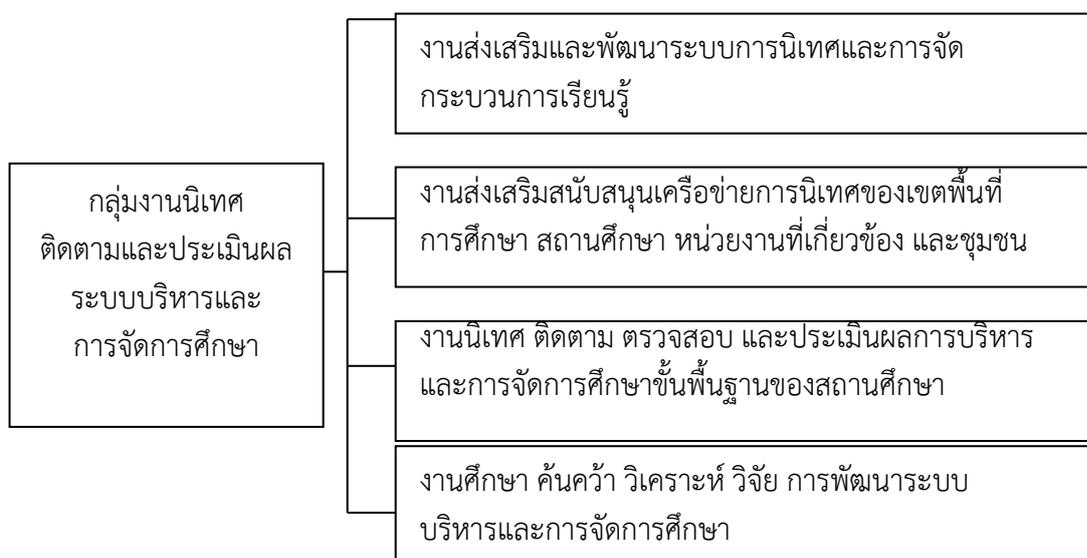 งานส่งเสริมและพัฒนาระบบการนิเทศและการจัด
กระบวนการเรียนรู้
กลุ่มงานนิเทศ
ติดตามและประเมินผล
ระบบบริหารและ
การจัดการศึกษา
งานส่งเสริมสนับสนุนเครือข่ายการนิเทศของเขตพื้นที่
การศึกษา สถานศึกษา หน่วยงานที่เกี่ยวข้อง และชุมชน
งานนิเทศ ติดตาม ตรวจสอบ และประเมินผลการบริหาร
และการจัดการศึกษาขั้นพื้นฐานของสถานศึกษา
งานศึกษา ค้นคว้า วิเคราะห์ วิจัย การพัฒนาระบบ
บริหารและการจัดการศึกษา